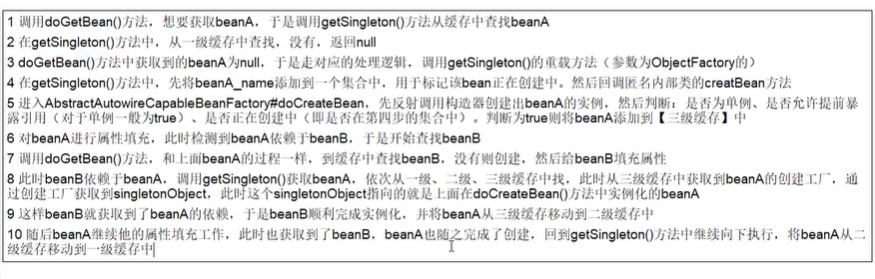 1 调用doGetBean()方法，想要获取beanA，于是调用getSingleton()方法从缓存中查找beanA
2 在getSingleton()方法中，从一级缓存中查找，没有，返回null
3 doGetBean()方法中获取到的beanA为null，于是走对应的处理逻辑，调用getSingleton()的重载方法（参数为ObjectFactory的）
4 在getSingleton()方法中，先将beanA_name添加到一个集合中，用于标记该bean正在创建中。然后回调匿名内部类的creatBean方法
5 进入AbstractAutowireCapableBeanFactory#doCreateBean，先反射调用构造器创建出beanA的实例，然后判断：是否为单例、是否允许提前暴
露引用（对于单例一般为true）、是否正在创建中（即是否在第四步的集合中）。判断为true则将beanA添加到【三级缓存】中
6 对beanA进行属性填充，此时检测到beanA依赖于beanB，于是开始查找beanB
7 调用doGetBean()方法，和上面beanA的过程一样，到缓存中查找beanB，没有则创建，然后给beanB填充属性
8 此时beanB依赖于beanA，调用getSingleton()获取beanA，依次从一级、二级、三级缓存中找，此时从三级缓存中获取到beanA的创建工厂，通
过创建工厂获取到singletonObject，此时这个singletonObject指向的就是上面在doCreateBean()方法中实例化的beanA
9 这样beanB就获取到了beanA的依赖，于是beanB顺利完成实例化，并将beanA从三级缓存移动到二级缓存中
10 随后beanA继续他的属性填充工作，此时也获取到了beanB，beanA也随之完成了创建，回到getSingleton()方法中继续向下执行，将beanA从二
级缓存移动到一级缓存中